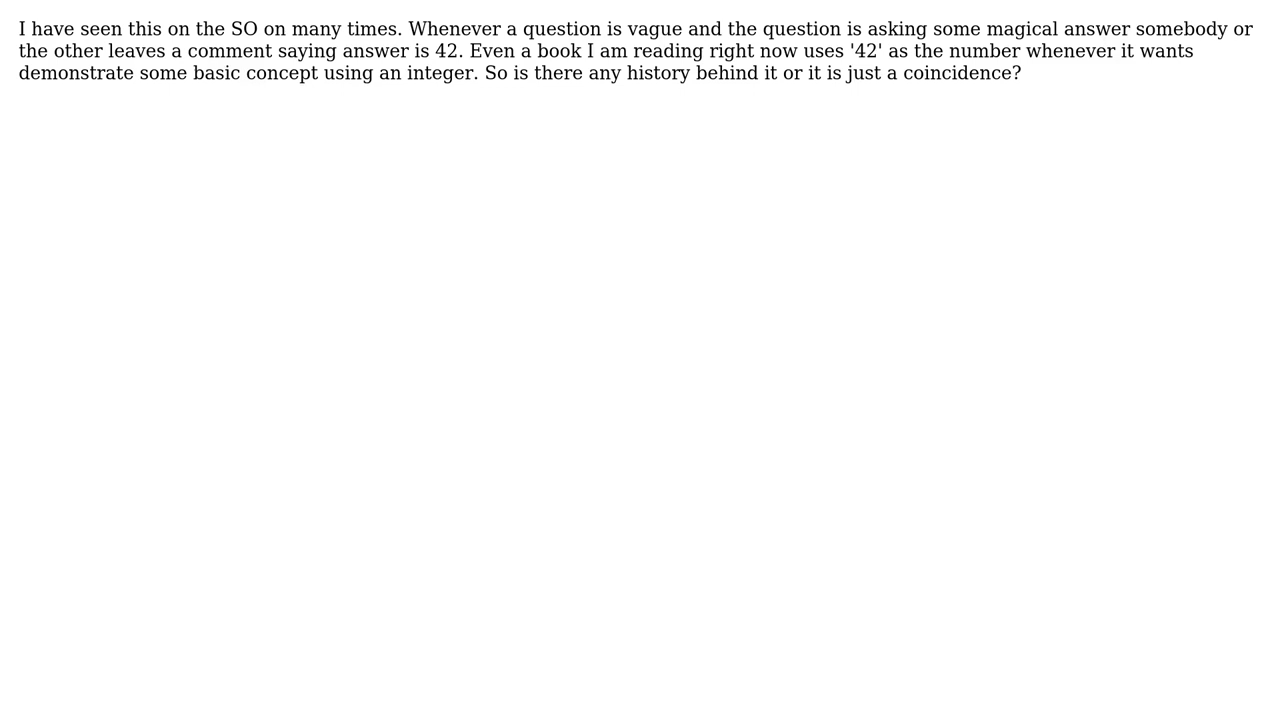 I have seen this on the SO on many times. Whenever a question is vague and the question is asking some magical answer somebody or
the other leaves a comment saying answer is 42. Even a book I am reading right now uses '42' as the number whenever it wants
demonstrate some basic concept using an integer. So is there any history behind it or it is just a coincidence?